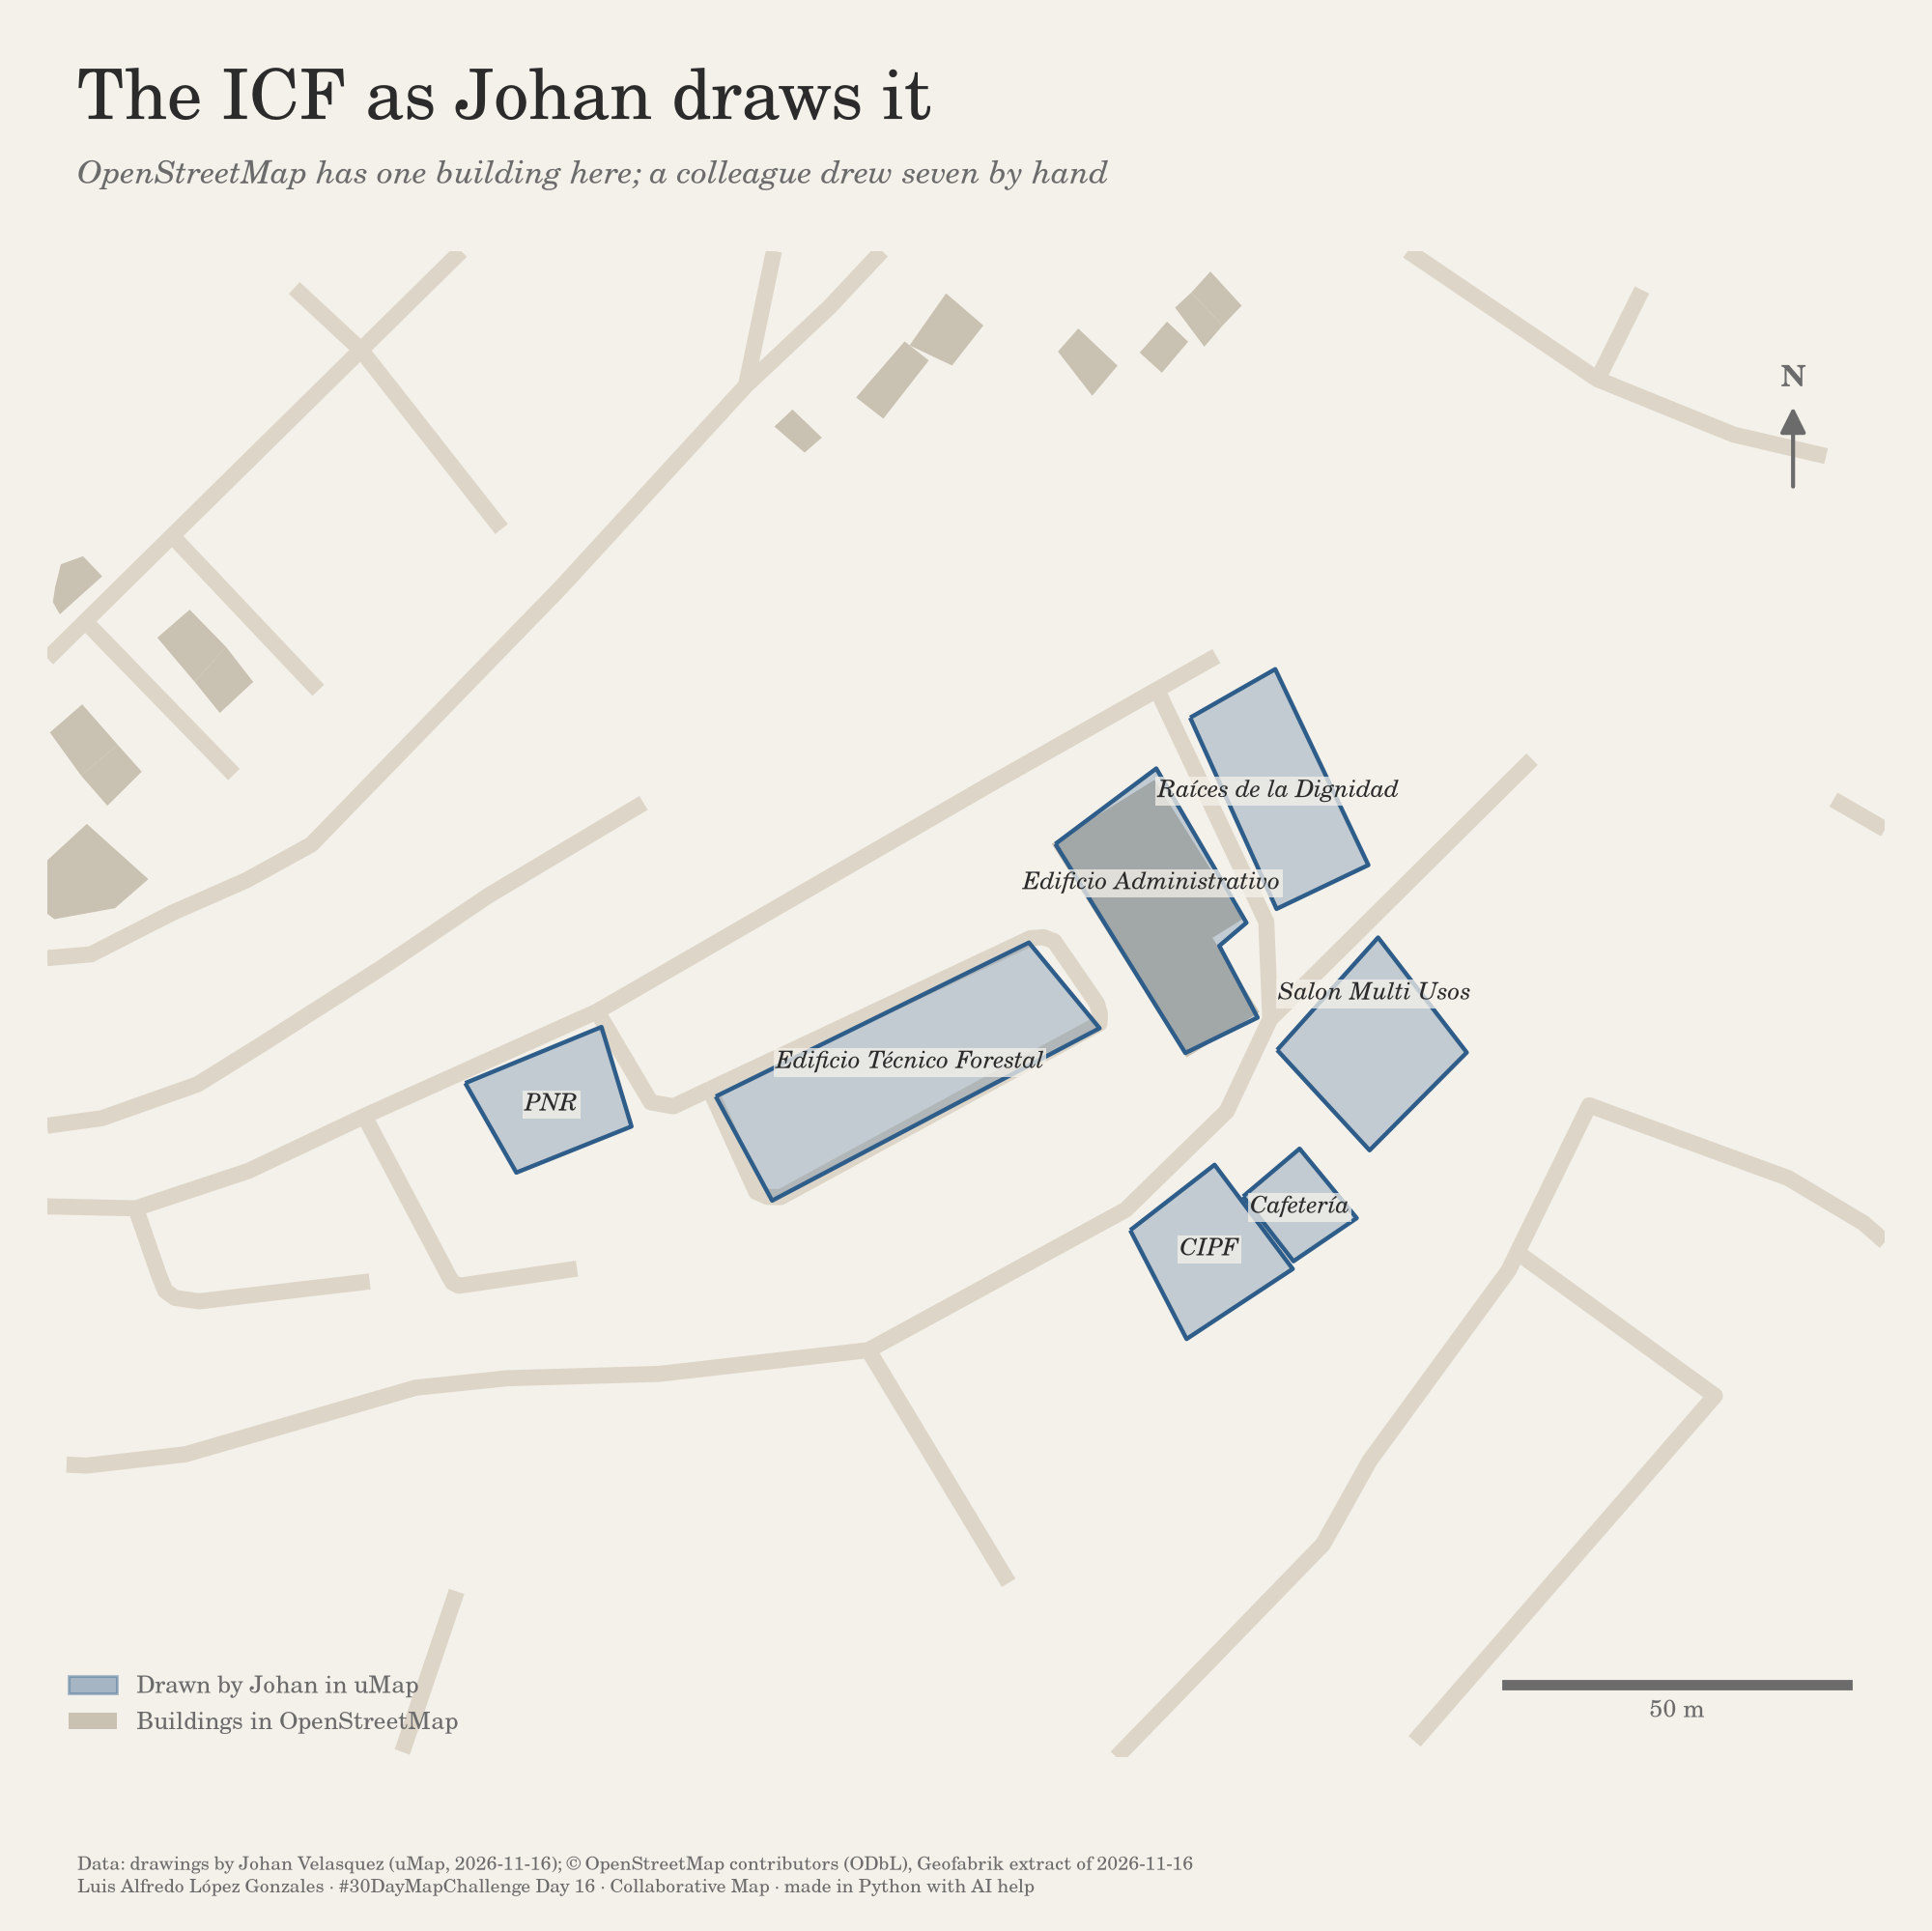 The ICF as Johan draws it
OpenStreetMap has one building here; a colleague drew seven by hand
N
Raíces de la Dignidad
Edificio Administrativo
Salon Multi Usos
Edificio Técnico Forestal
PNR
Cafetería
CIPF
Drawn by Johan in uMap
Buildings in OpenStreetMap
50 m
Data: drawings by Johan Velasquez (uMap, 2026-11-16); © OpenStreetMap contributors (ODbL), Geofabrik extract of 2026-11-16
Luis Alfredo López Gonzales · #30DayMapChallenge Day 16 · Collaborative Map · made in Python with AI help